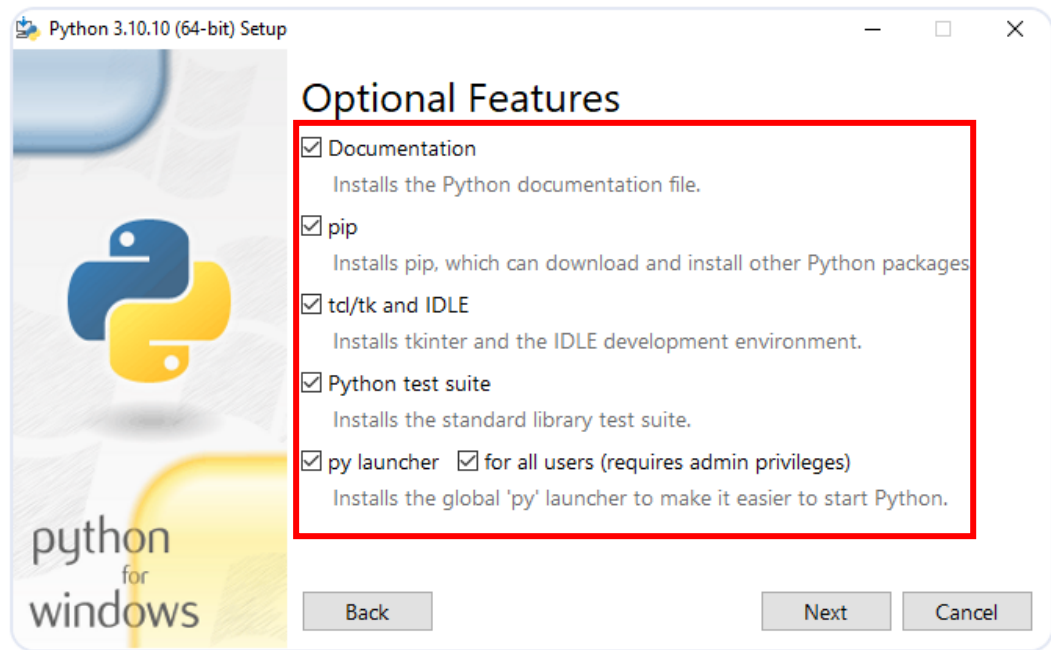 Python 3.10.10 (64-bit) Setup
Optional Features
Documentation
Installs the Python documentation file.
pip
Installs pip, which can download and install other Python packages
tcl/tk and IDLE
Installs tkinter and the IDLE development environment.
Python test suite
Installs the standard library test suite.
py launcher for all users (requires admin privileges)
Installs the global 'py' launcher to make it easier to start Python.
python
for
windows
Back Next Cancel